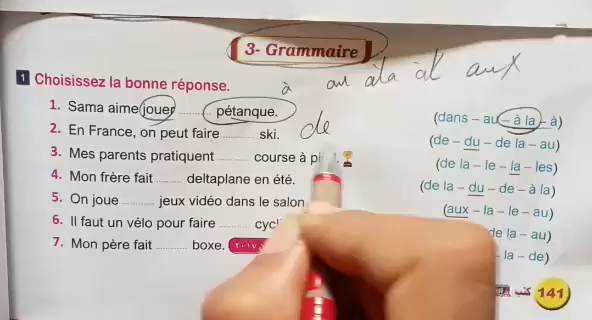 3- Grammaire
à au à la à l' aux
1 Choisissez la bonne réponse.
1. Sama aime jouer .......... pétanque. (dans – au – à la – à)
de
2. En France, on peut faire .......... ski. (de – du – de la – au)
3. Mes parents pratiquent .......... course à (de la – le – la – les)
4. Mon frère fait .......... deltaplane en été. (de la – du – de – à la)
5. On joue .......... jeux vidéo dans le salon (aux – la – le – au)
6. Il faut un vélo pour faire .......... de la – au)
7. Mon père fait .......... boxe. la – de)
141